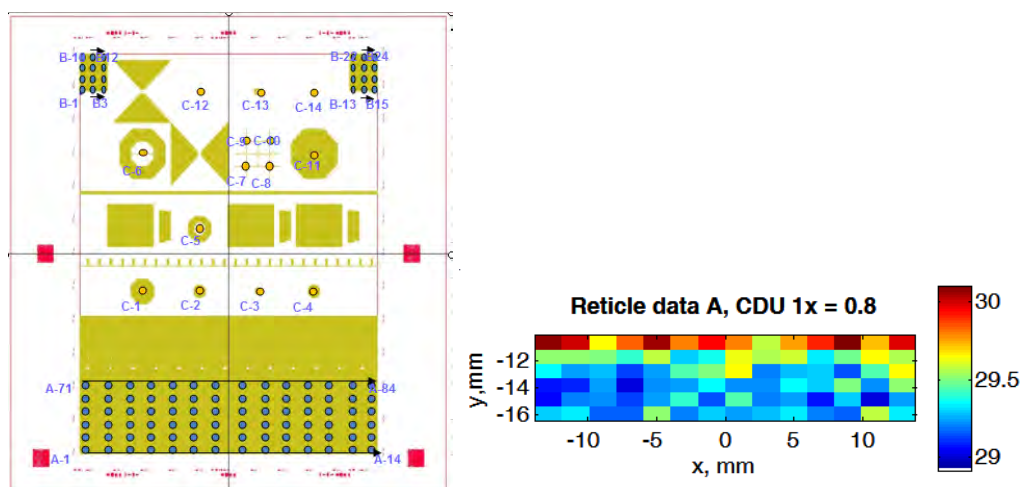 B-24
B-1 B3
C-12 C-13 C-14 B-13 B15
C-9 C-10
C-6 C-11
C-7 C-8
C-5
C-1 C-2 C-3 C-4
A-71 A-84
A-1 A-14
Reticle data A, CDU 1x = 0.8
y,mm
-12
-14
-16
-10 -5 0 5 10
x, mm
30
29.5
29